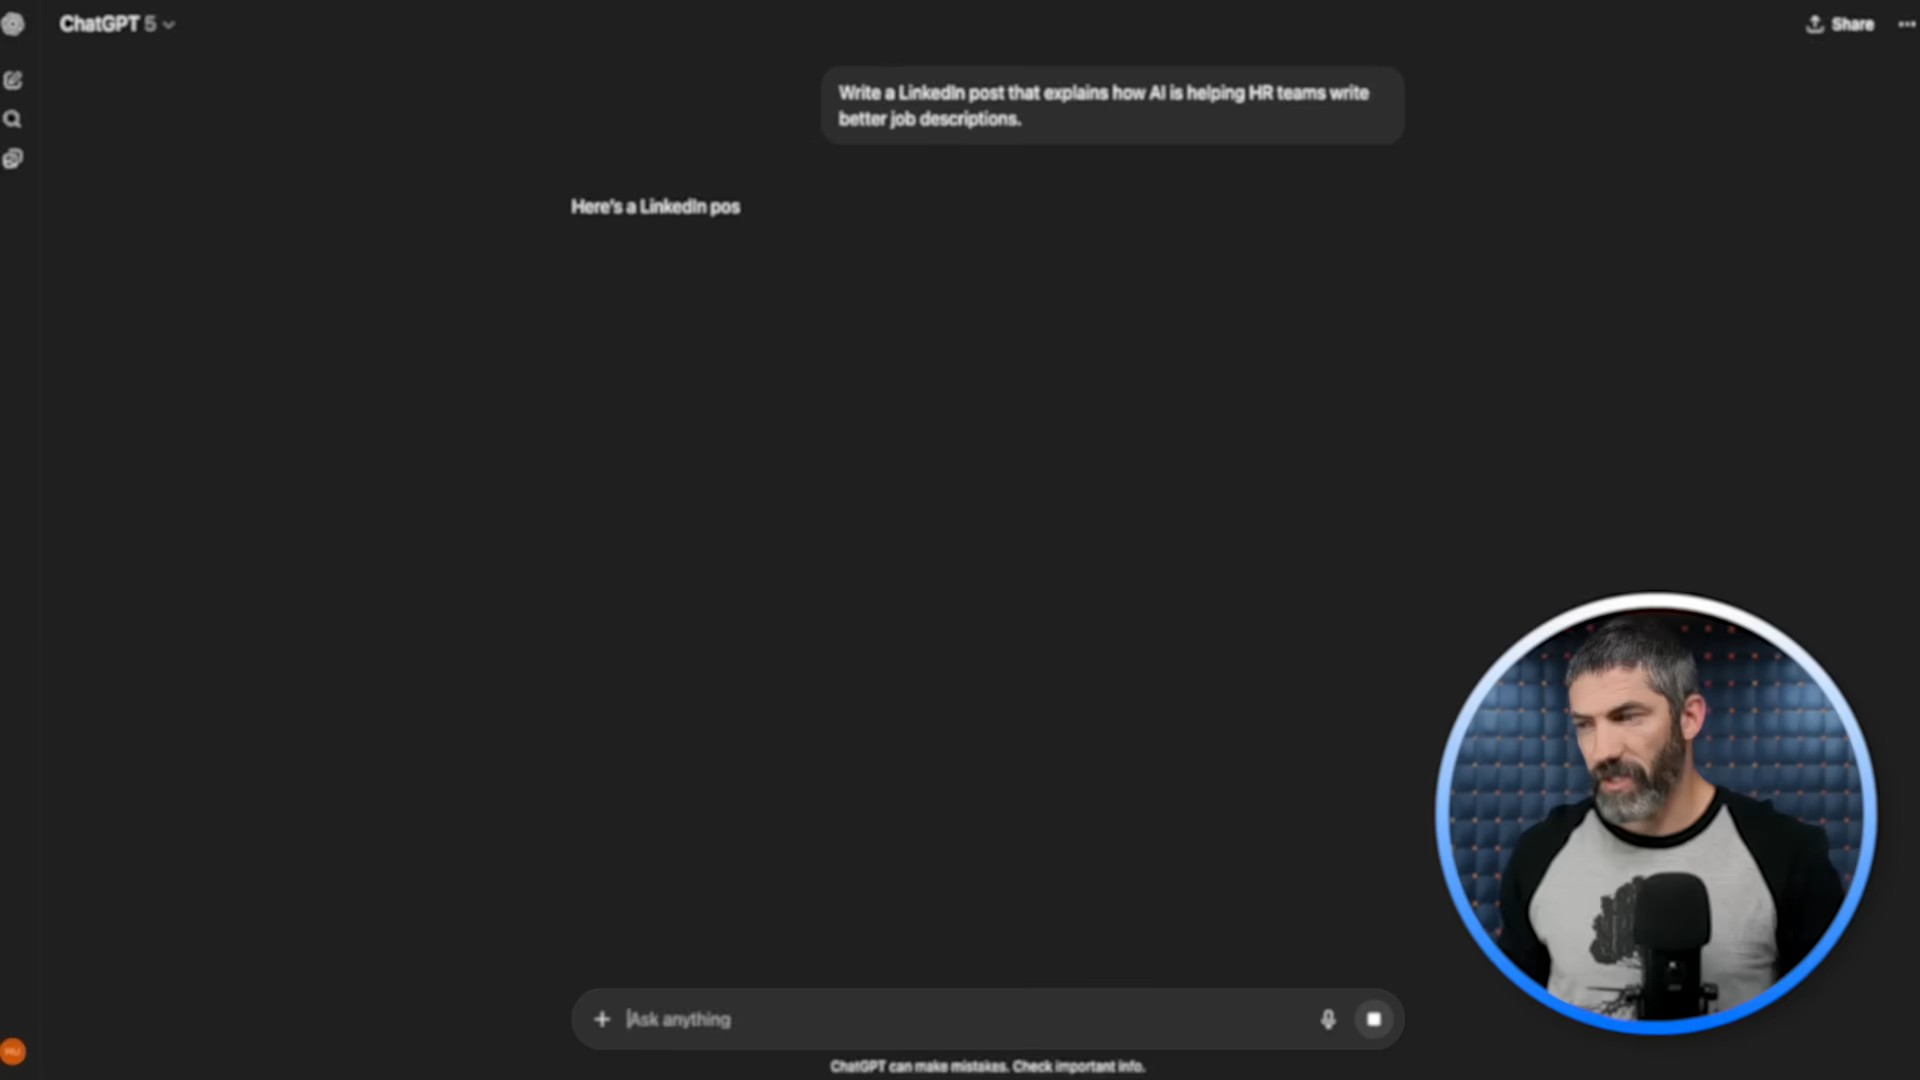 ChatGPT 5
Share
Write a LinkedIn post that explains how AI is helping HR teams write
better job descriptions.
Here's a LinkedIn pos
Ask anything
ChatGPT can make mistakes. Check important info.